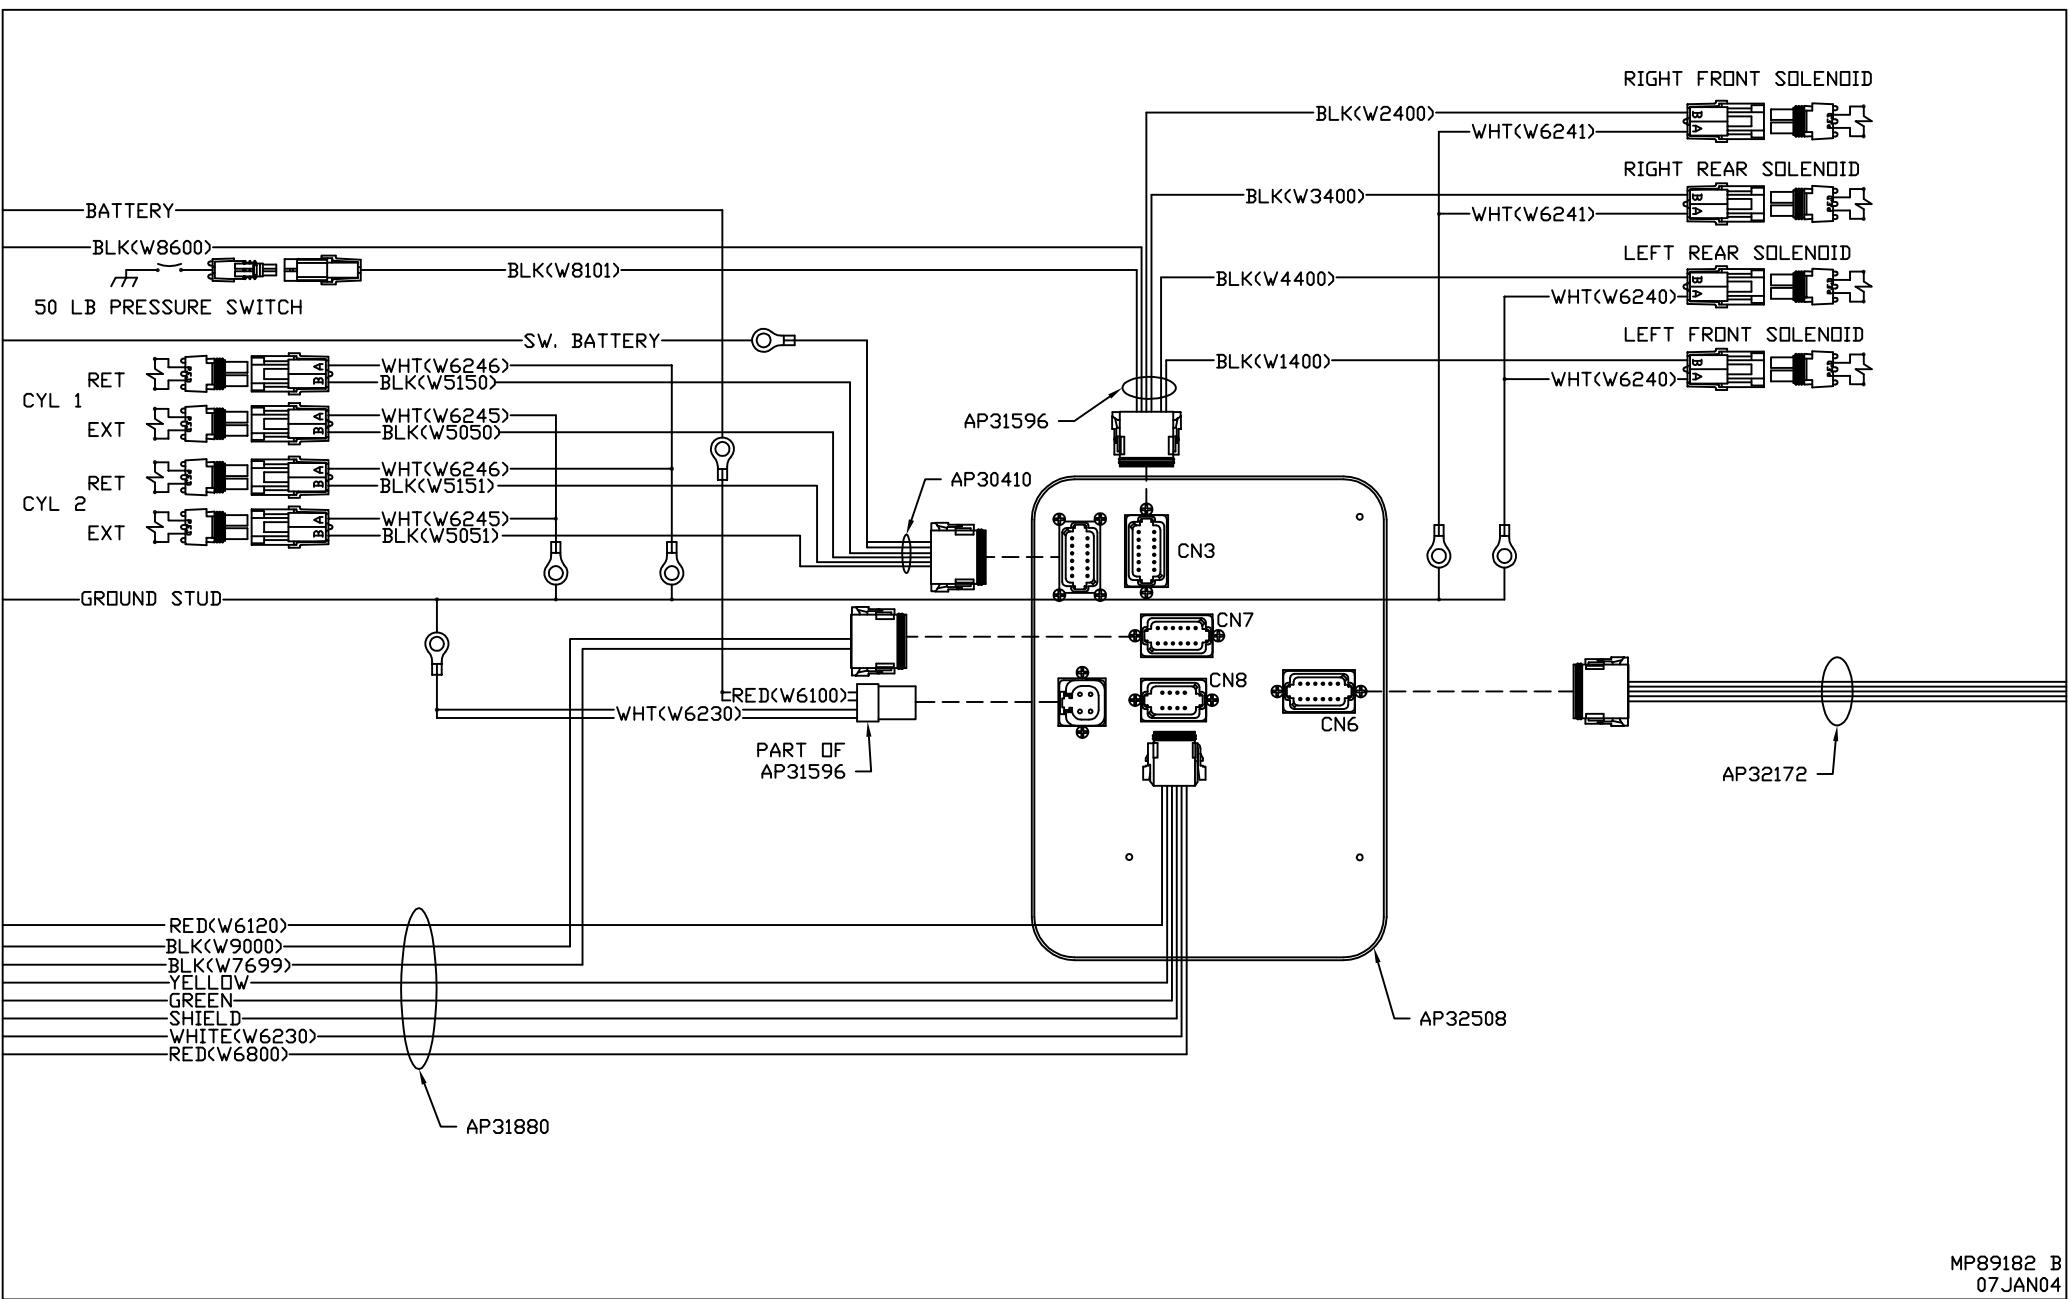 RIGHT FRONT SOLENOID
BLK(W2400)
WHT(W6241)
B
A
RIGHT REAR SOLENOID
BLK(W3400)
WHT(W6241)
B
A
BATTERY
BLK(W8600)
BLK(W8101)
50 LB PRESSURE SWITCH
LEFT REAR SOLENOID
BLK(W4400)
WHT(W6240)
B
A
LEFT FRONT SOLENOID
BLK(W1400)
WHT(W6240)
B
A
SW. BATTERY
CYL 1
RET
A
B
WHT(W6246)
BLK(W5150)
EXT
A
B
WHT(W6245)
BLK(W5050)
CYL 2
RET
A
B
WHT(W6246)
BLK(W5151)
EXT
A
B
WHT(W6245)
BLK(W5051)
AP31596
AP30410
CN3
GROUND STUD
CN7
RED(W6100)
CN8
WHT(W6230)
CN6
PART OF
AP31596
AP32172
RED(W6120)
BLK(W9000)
BLK(W7699)
YELLOW
GREEN
SHIELD
WHITE(W6230)
RED(W6800)
AP32508
AP31880
MP89182 B
07JAN04